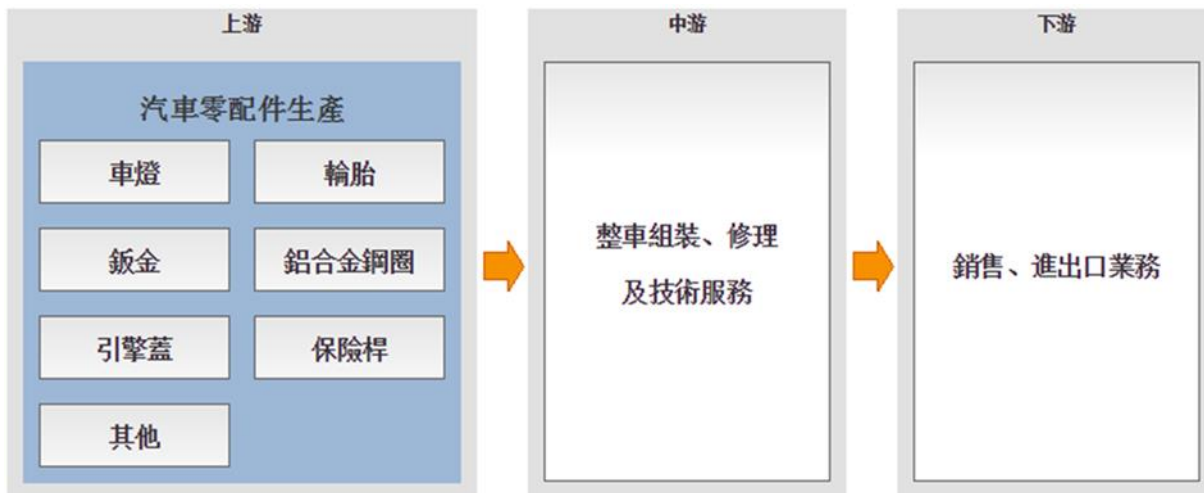 上游
汽車零配件生產
車燈
輪胎
鈑金
鋁合金鋼圈
引擎蓋
保險桿
其他
中游
整車組裝、修理
及技術服務
下游
銷售、進出口業務